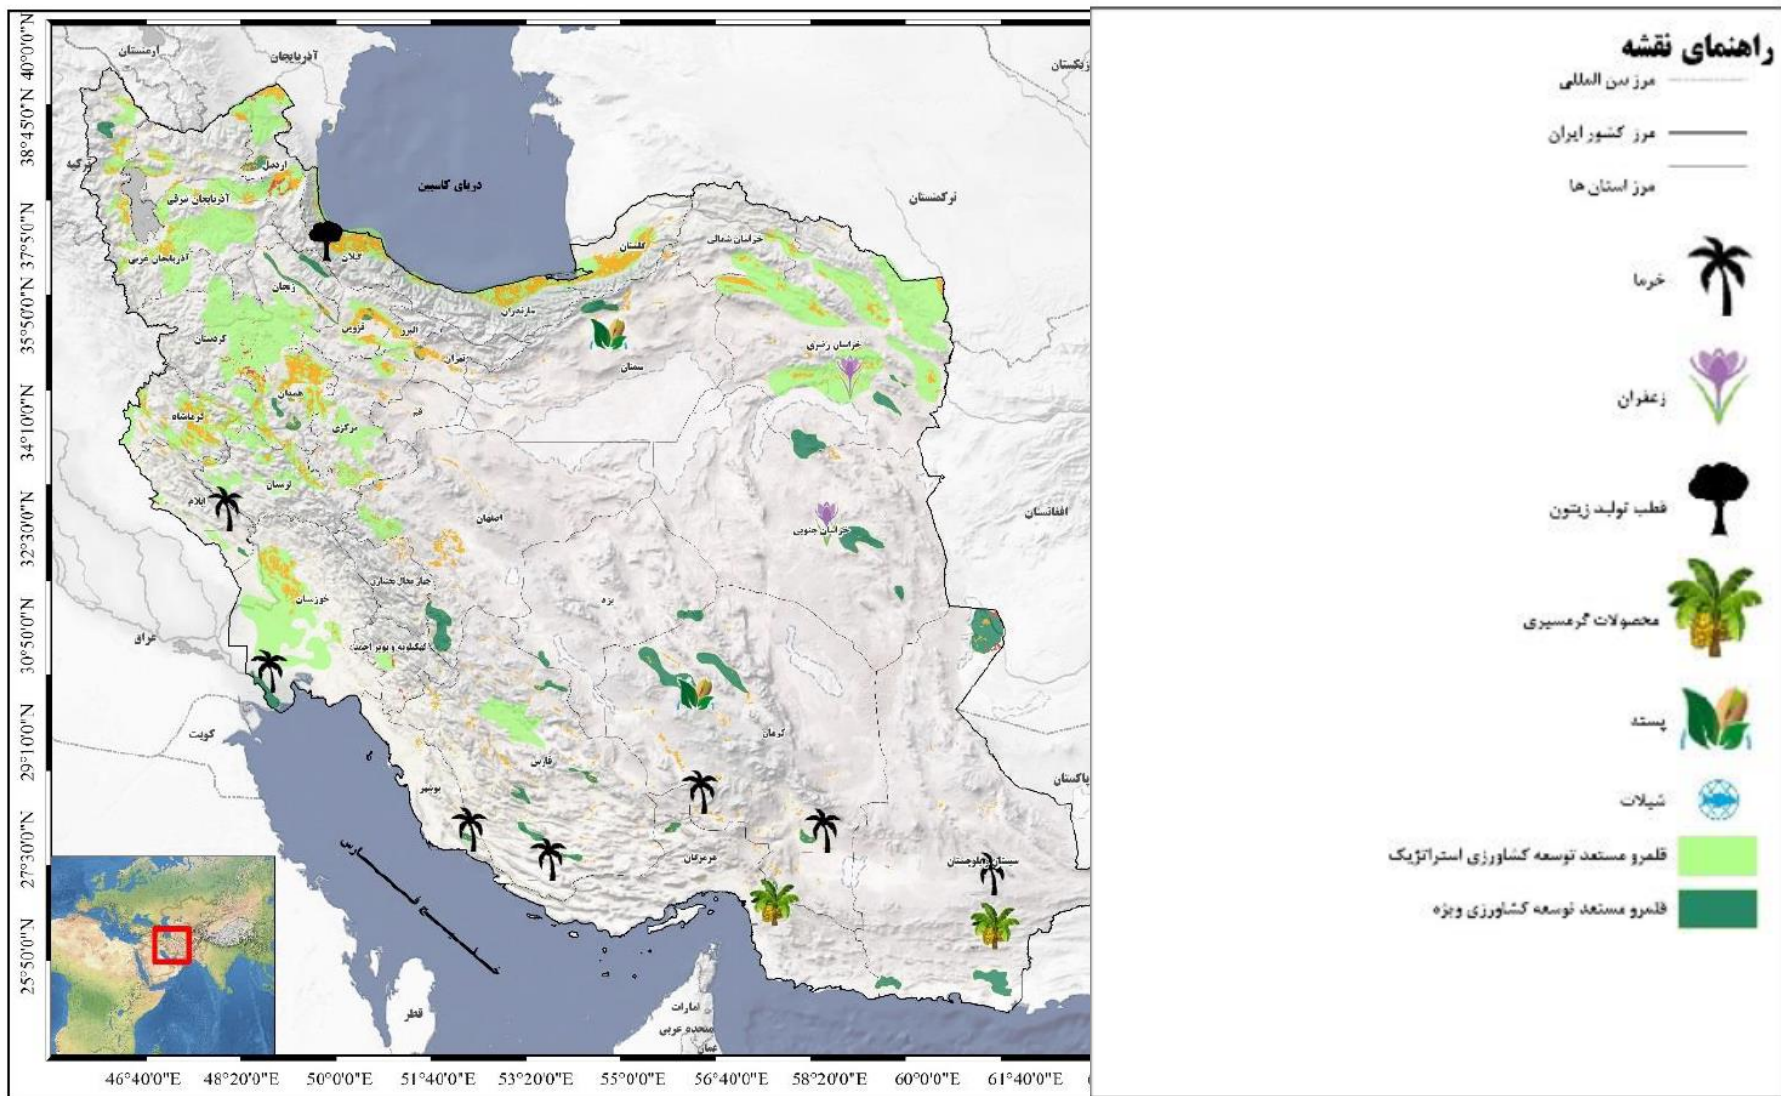 40°0'0"N
38°45'0"N
37°5'0"N
35°50'0"N
34°10'0"N
32°30'0"N
30°50'0"N
29°10'0"N
27°30'0"N
25°50'0"N
ارمنستان
آذربایجان
ترکیه
اردبیل
آذربایجان شرقی
دریای کاسپین
ترکمنستان
آذربایجان غربی
گیلان
گلستان
خراسان شمالی
زنجان
قزوین
البرز
مازندران
کردستان
تهران
سمنان
خراسان رضوی
همدان
کرماشاه
مرکزی
قم
لرستان
ایلام
اصفهان
خراسان جنوبی
افغانستان
چهار محال بختیاری
یزد
خوزستان
عراق
کهگیلویه و بویر احمد
کویت
کرمان
فارس
بوشهر
پاکستان
هرمزگان
سیستان و بلوچستان
خلیج فارس
قطر
امارات
متحده عربی
عمان
46°40'0"E
48°20'0"E
50°0'0"E
51°40'0"E
53°20'0"E
55°0'0"E
56°40'0"E
58°20'0"E
60°0'0"E
61°40'0"E
راهنمای نقشه
مرز بین المللی
مرز کشور ایران
مرز استان ها
خرما
زعفران
قطب تولید زیتون
محصولات گرمسیری
پسته
شیلات
قلمرو مستعد توسعه کشاورزی استراتژیک
قلمرو مستعد توسعه کشاورزی ویژه